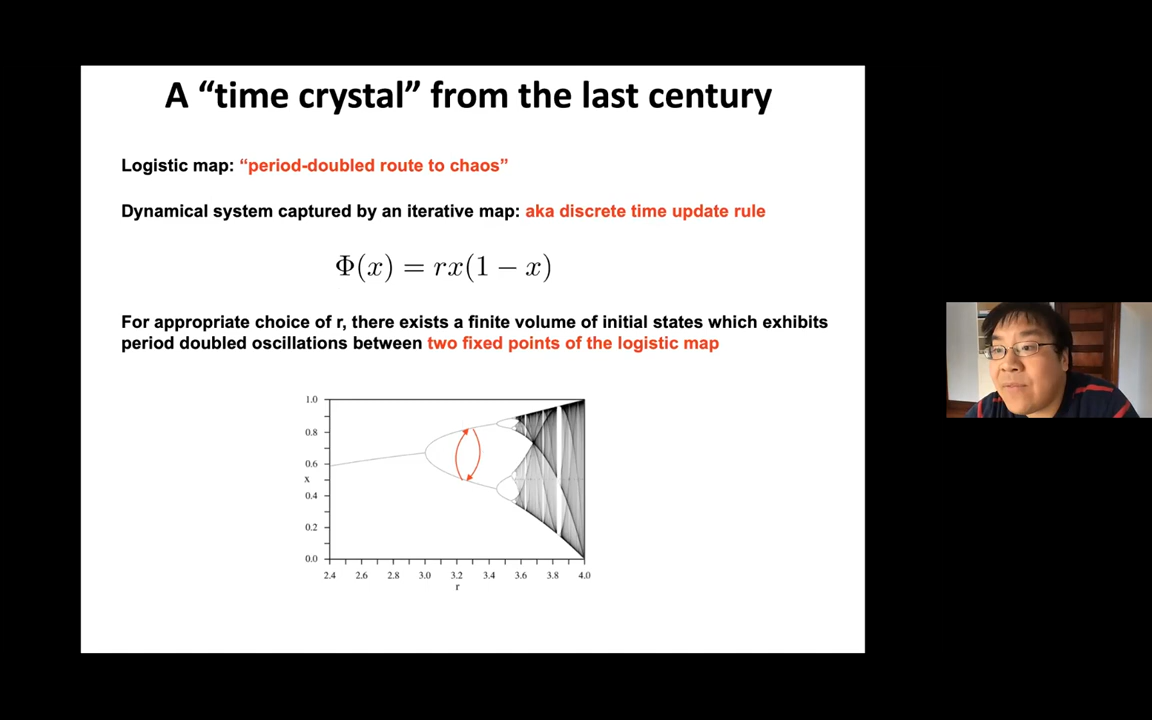 A “time crystal” from the last century
Logistic map: “period-doubled route to chaos”
Dynamical system captured by an iterative map: aka discrete time update rule
Φ(x) = rx(1 − x)
For appropriate choice of r, there exists a finite volume of initial states which exhibits
period doubled oscillations between two fixed points of the logistic map
1.0
0.8
0.6
x
0.4
0.2
0.0
2.4 2.6 2.8 3.0 3.2 3.4 3.6 3.8 4.0
r